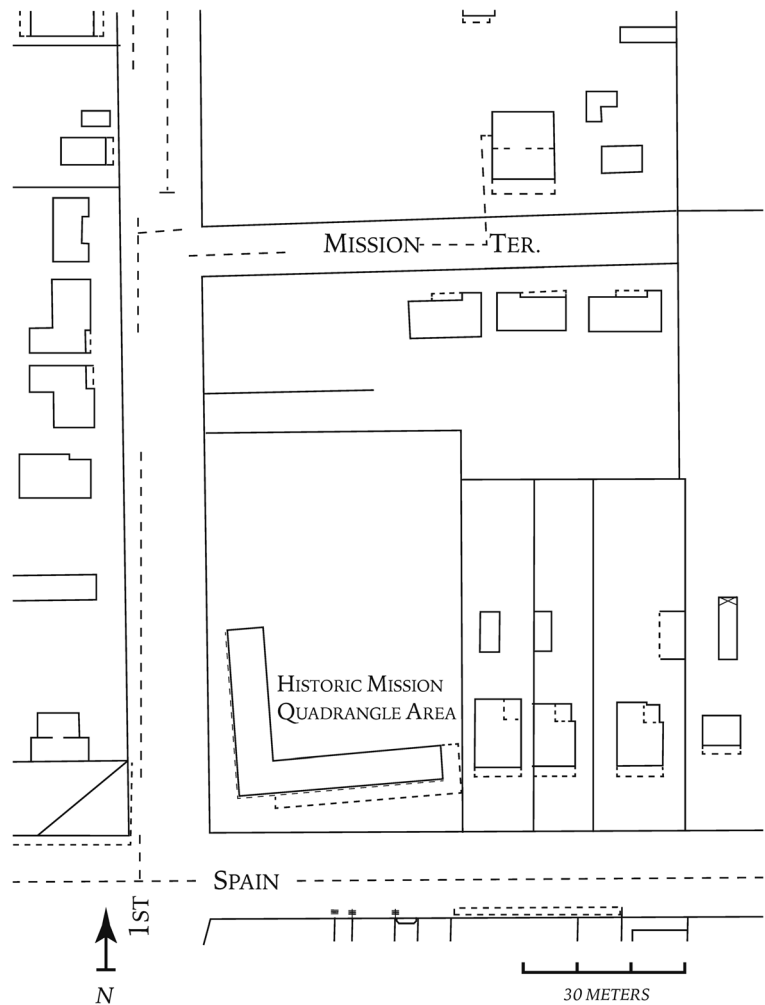 MISSION TER.
HISTORIC MISSION
QUADRANGLE AREA
SPAIN
1ST
N
30 METERS